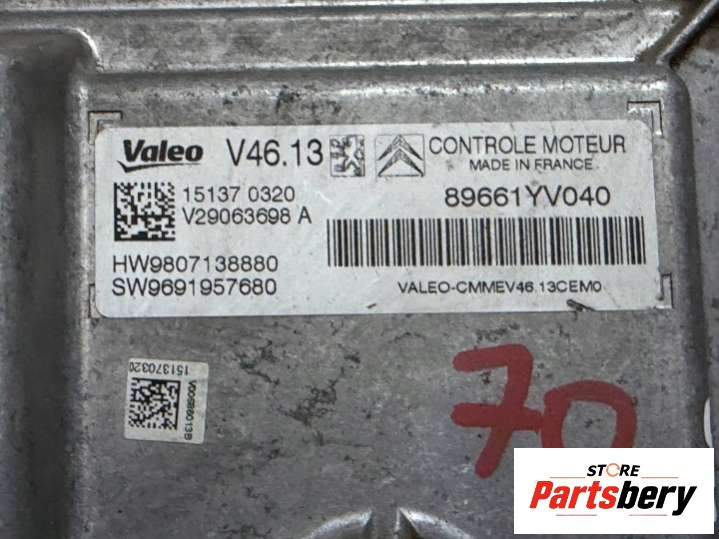 Valeo V46.13 CONTROLE MOTEUR
MADE IN FRANCE
15137 0320 89661YV040
V29063698 A
HW9807138880
SW9691957680 VALEO-CMMEV46.13CEM0
151370320
70
STORE
Partsbery